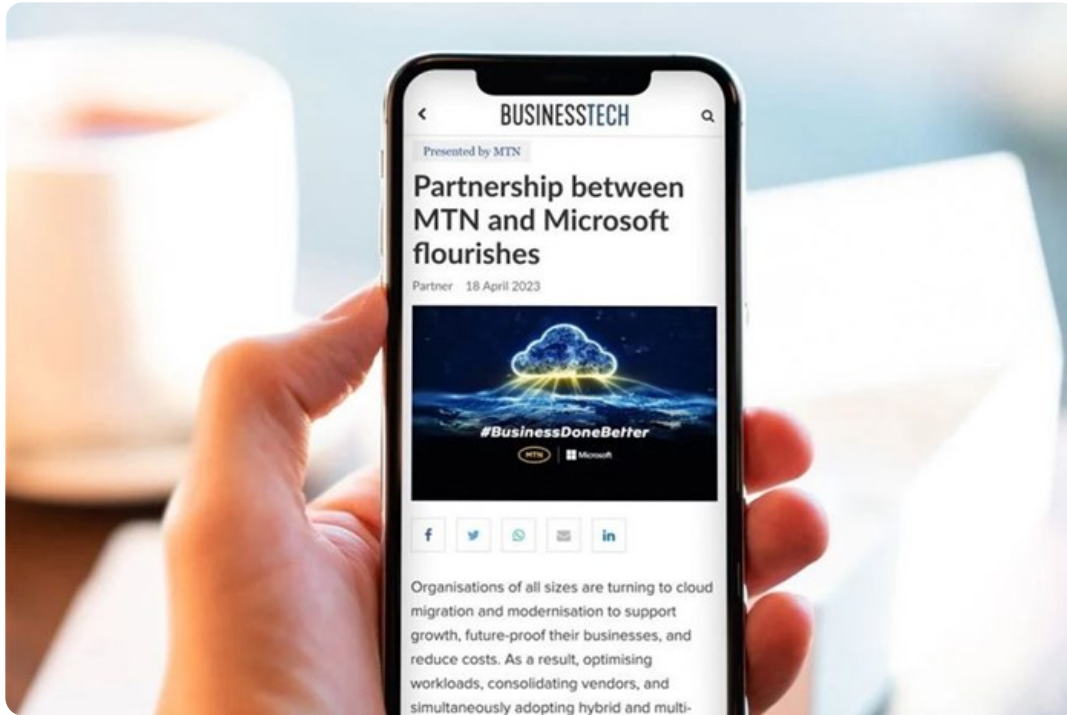 BUSINESSTECH
Presented by MTN
Partnership between
MTN and Microsoft
flourishes
Partner 18 April 2023
#BusinessDoneBetter
MTN Microsoft
Organisations of all sizes are turning to cloud
migration and modernisation to support
growth, future-proof their businesses, and
reduce costs. As a result, optimising
workloads, consolidating vendors, and
simultaneously adopting hybrid and multi-